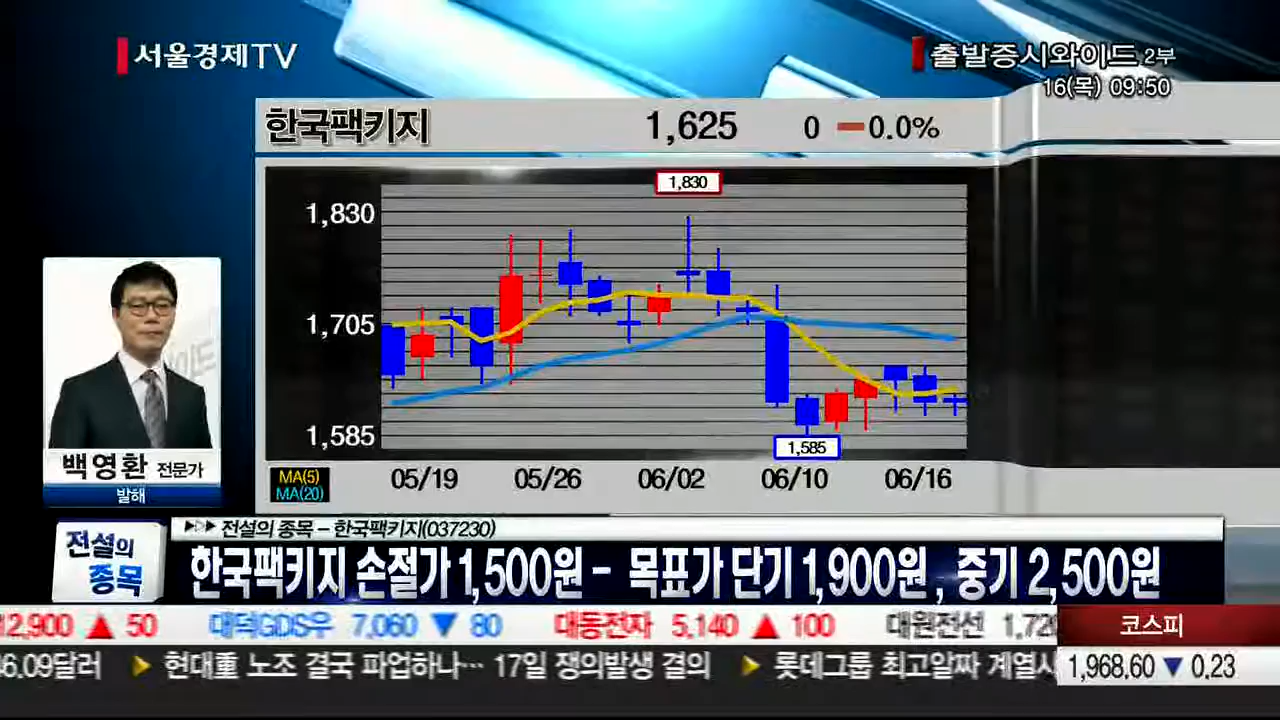 서울경제TV
출발증시와이드 2부
16(목) 09:50
한국팩키지 1,625 0 0.0%
1,830
1,830
1,705
1,585
1,585
MA(5)
MA(20)
05/19 05/26 06/02 06/10 06/16
백영환 전문가
발해
전설의 종목
▶▷▶ 전설의 종목 - 한국팩키지(037230)
한국팩키지 손절가 1,500원 - 목표가 단기 1,900원, 중기 2,500원
12,900 ▲ 50 대덕GDS우 7,060 ▼ 80 대동전자 5,140 ▲ 100 대원전선 1,720
코스피
46.09달러 ▶ 현대重 노조 결국 파업하나… 17일 쟁의발생 결의 ▶ 롯데그룹 최고알짜 계열사
1,968.60 ▼ 0.23